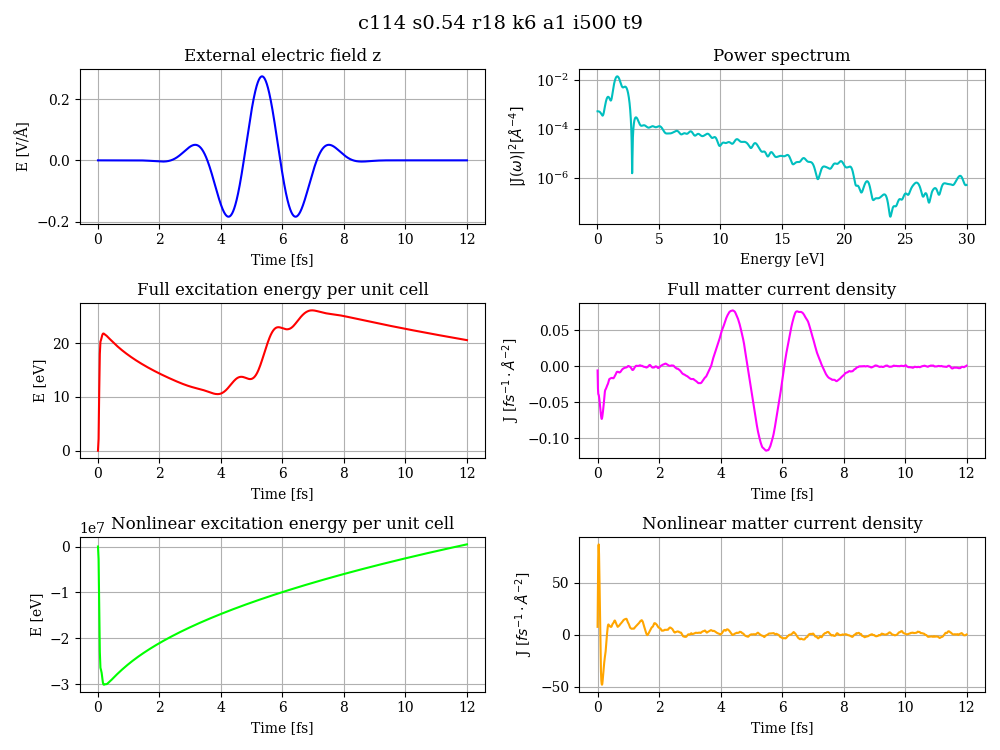 c114 s0.54 r18 k6 a1 i500 t9
External electric field z
E [V/Å]
0.2
0.0
−0.2
0 2 4 6 8 10 12
Time [fs]
Power spectrum
|J(ω)|²[Å⁻⁴]
10⁻²
10⁻⁴
10⁻⁶
0 5 10 15 20 25 30
Energy [eV]
Full excitation energy per unit cell
E [eV]
20
10
0
0 2 4 6 8 10 12
Time [fs]
Full matter current density
J [fs⁻¹ · Å⁻²]
0.05
0.00
−0.05
−0.10
0 2 4 6 8 10 12
Time [fs]
Nonlinear excitation energy per unit cell
1e7
E [eV]
0
−1
−2
−3
0 2 4 6 8 10 12
Time [fs]
Nonlinear matter current density
J [fs⁻¹ · Å⁻²]
50
0
−50
0 2 4 6 8 10 12
Time [fs]